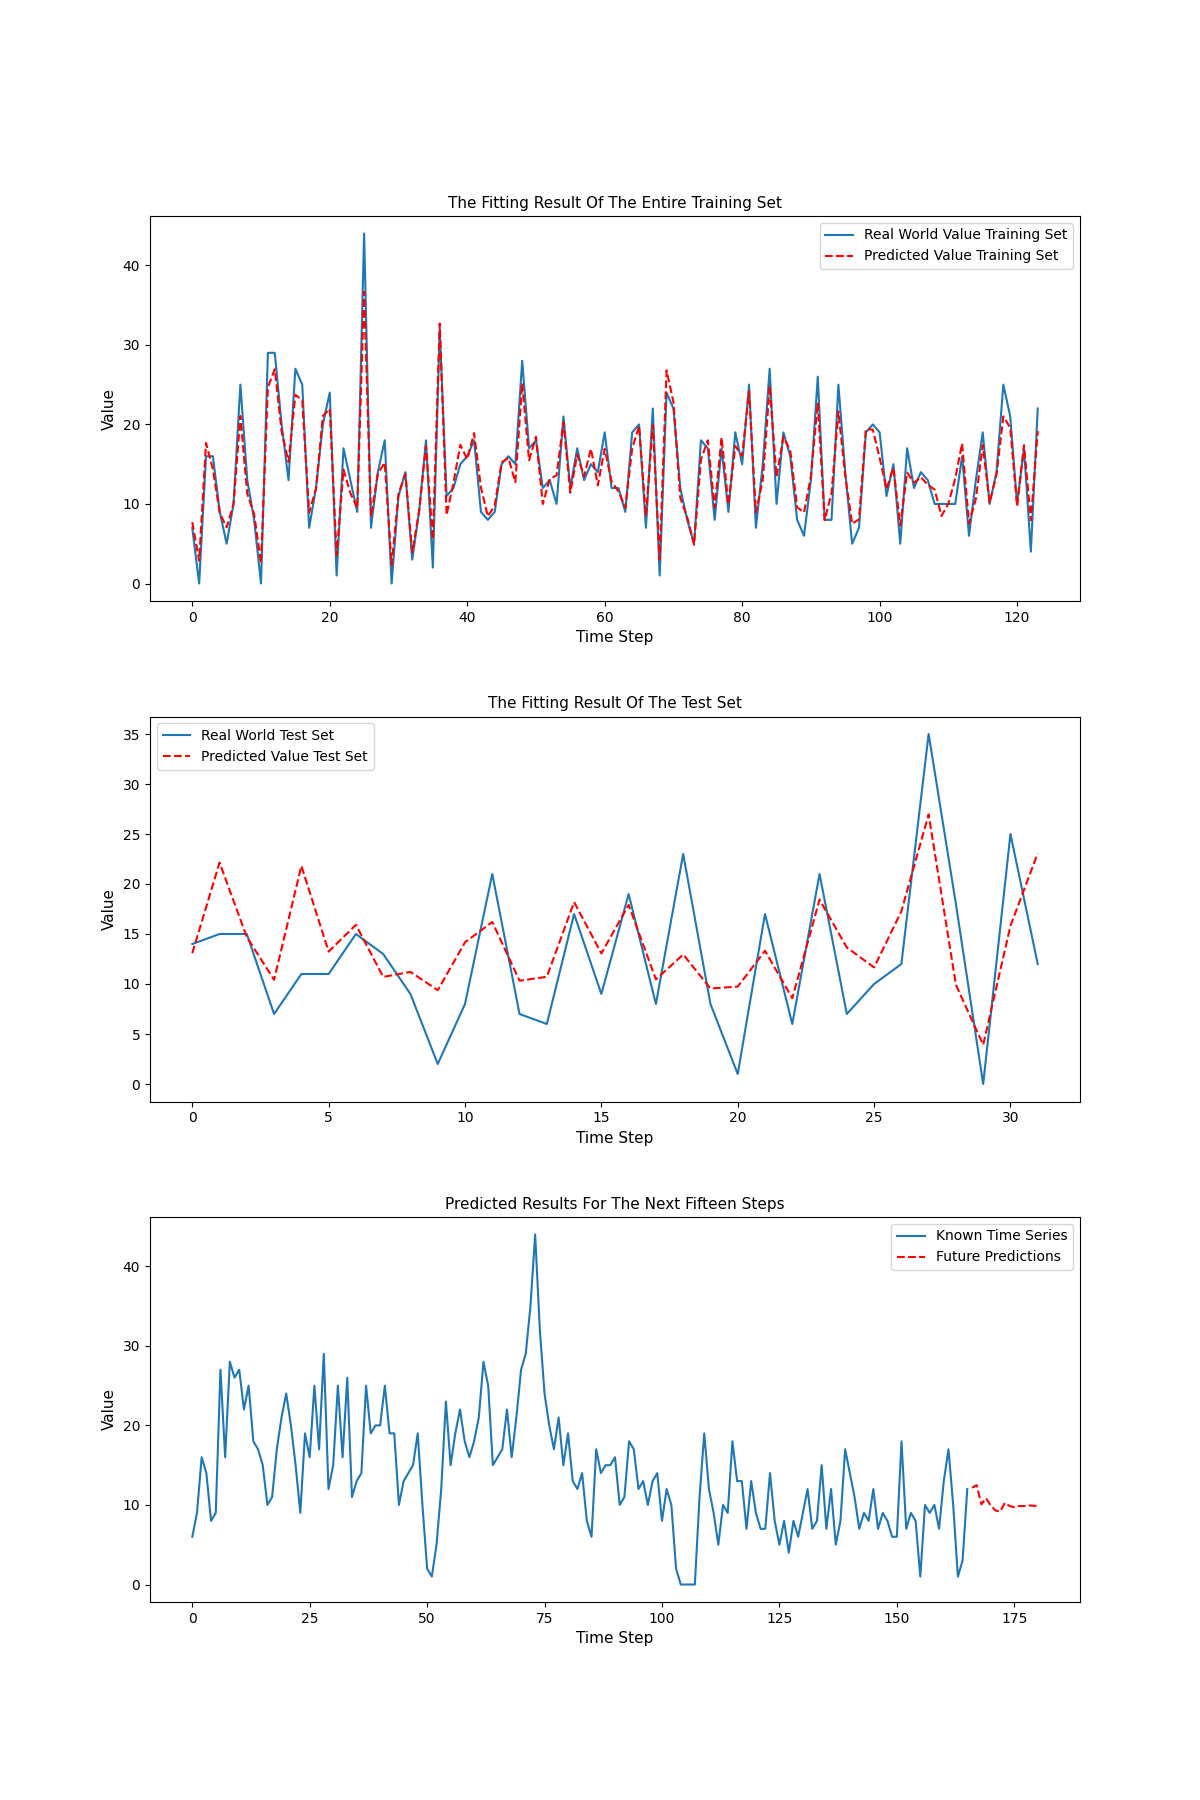 The Fitting Result Of The Entire Training Set
Real World Value Training Set
Predicted Value Training Set
40
30
20
10
0
Value
0 20 40 60 80 100 120
Time Step
The Fitting Result Of The Test Set
Real World Test Set
Predicted Value Test Set
35
30
25
20
15
10
5
0
Value
0 5 10 15 20 25 30
Time Step
Predicted Results For The Next Fifteen Steps
Known Time Series
Future Predictions
40
30
20
10
0
Value
0 25 50 75 100 125 150 175
Time Step